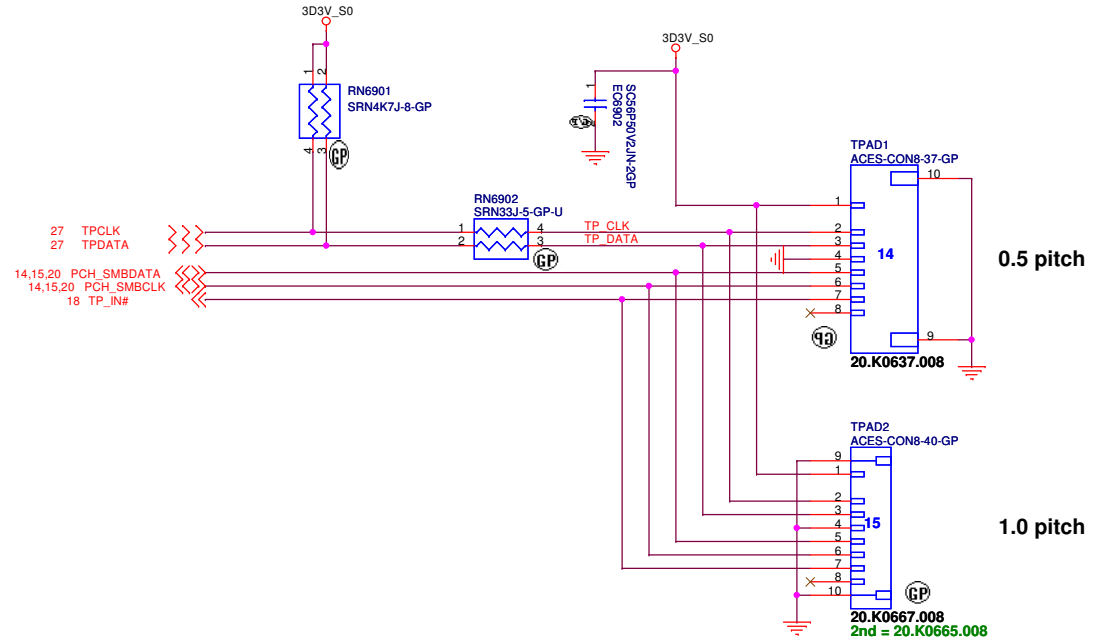 3D3V_S0
1
2
RN6901
SRN4K7J-8-GP
4
3
GP
3D3V_S0
1
SC56P50V2JN-2GP
EC6902
TPAD1
ACES-CON8-37-GP
10
1
RN6902
SRN33J-5-GP-U
27 TPCLK
1
4
TP_CLK
2
27 TPDATA
2
3
TP_DATA
3
GP
4
14
0.5 pitch
14,15,20 PCH_SMBDATA
5
14,15,20 PCH_SMBCLK
6
18 TP_IN#
7
8
GP
9
20.K0637.008
TPAD2
ACES-CON8-40-GP
9
1
2
3
4
15
1.0 pitch
5
6
7
8
10
GP
20.K0667.008
2nd = 20.K0665.008